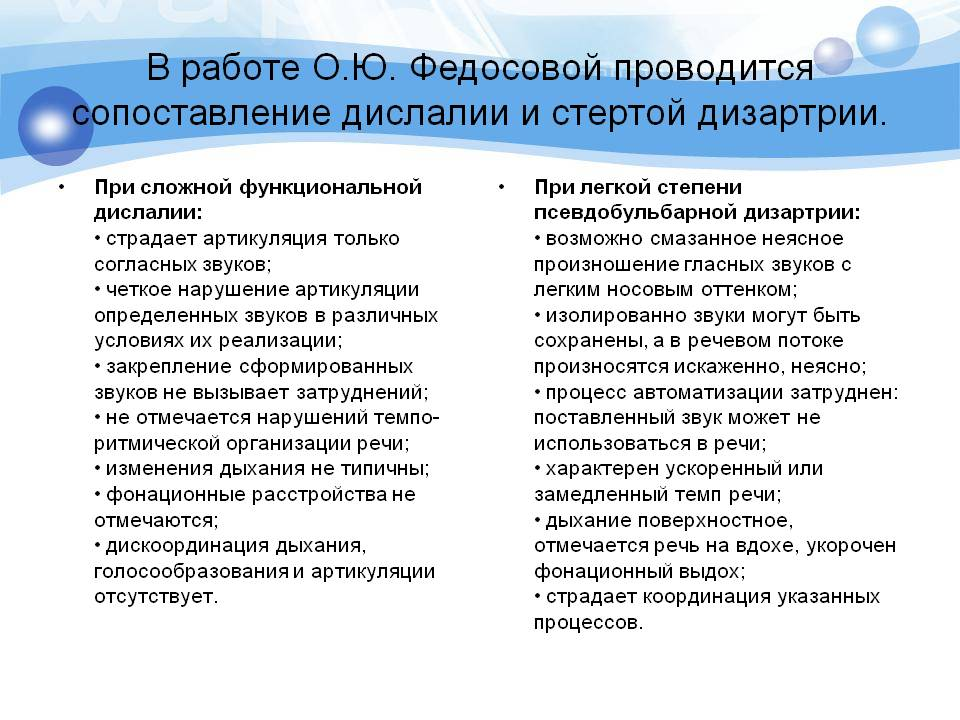 В работе О.Ю. Федосовой проводится
сопоставление дислалии и стертой дизартрии.
• При сложной функциональной
дислалии:
• страдает артикуляция только
согласных звуков;
• четкое нарушение артикуляции
определенных звуков в различных
условиях их реализации;
• закрепление сформированных
звуков не вызывает затруднений;
• не отмечается нарушений темпо-
ритмической организации речи;
• изменения дыхания не типичны;
• фонационные расстройства не
отмечаются;
• дискоординация дыхания,
голосообразования и артикуляции
отсутствует.
• При легкой степени
псевдобульбарной дизартрии:
• возможно смазанное неясное
произношение гласных звуков с
легким носовым оттенком;
• изолированно звуки могут быть
сохранены, а в речевом потоке
произносятся искаженно, неясно;
• процесс автоматизации затруднен:
поставленный звук может не
использоваться в речи;
• характерен ускоренный или
замедленный темп речи;
• дыхание поверхностное,
отмечается речь на вдохе, укорочен
фонационный выдох;
• страдает координация указанных
процессов.